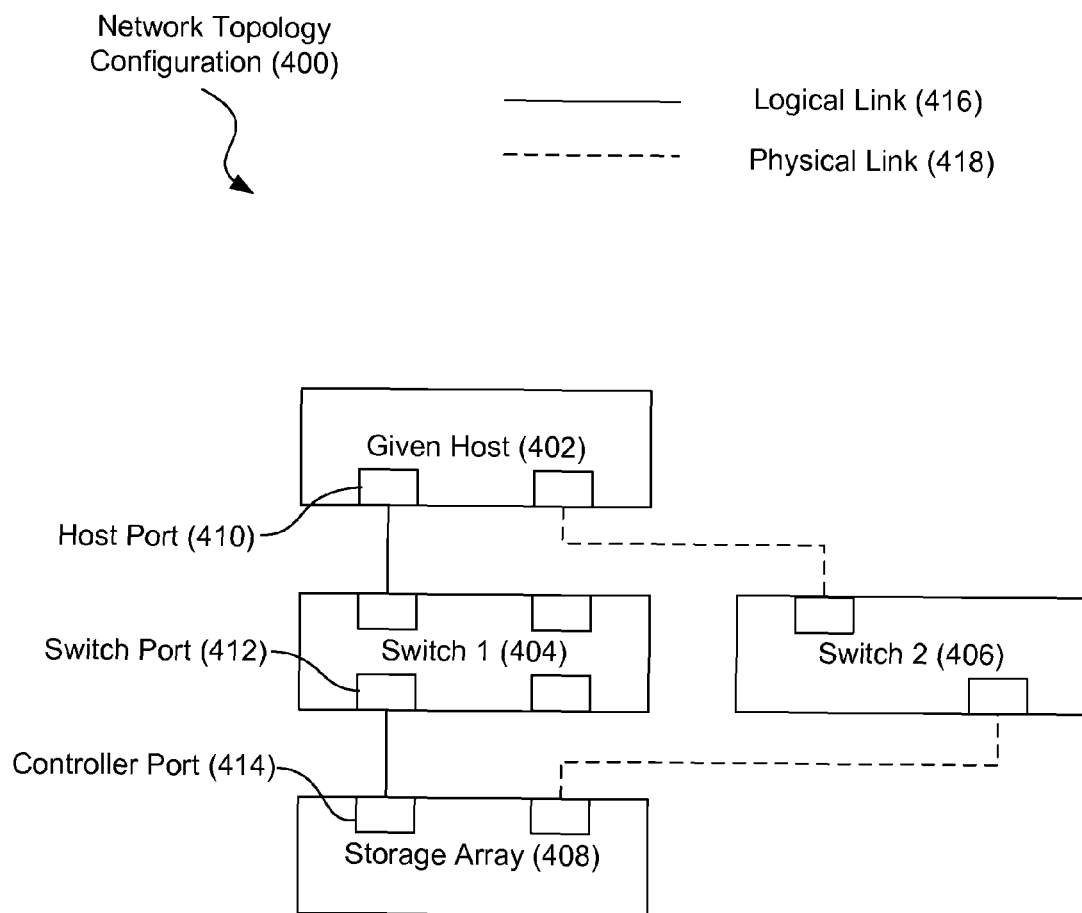 Network Topology
Configuration (400)
Logical Link (416)
Physical Link (418)
Given Host (402)
Host Port (410)
Switch Port (412)
Switch 1 (404)
Switch 2 (406)
Controller Port (414)
Storage Array (408)